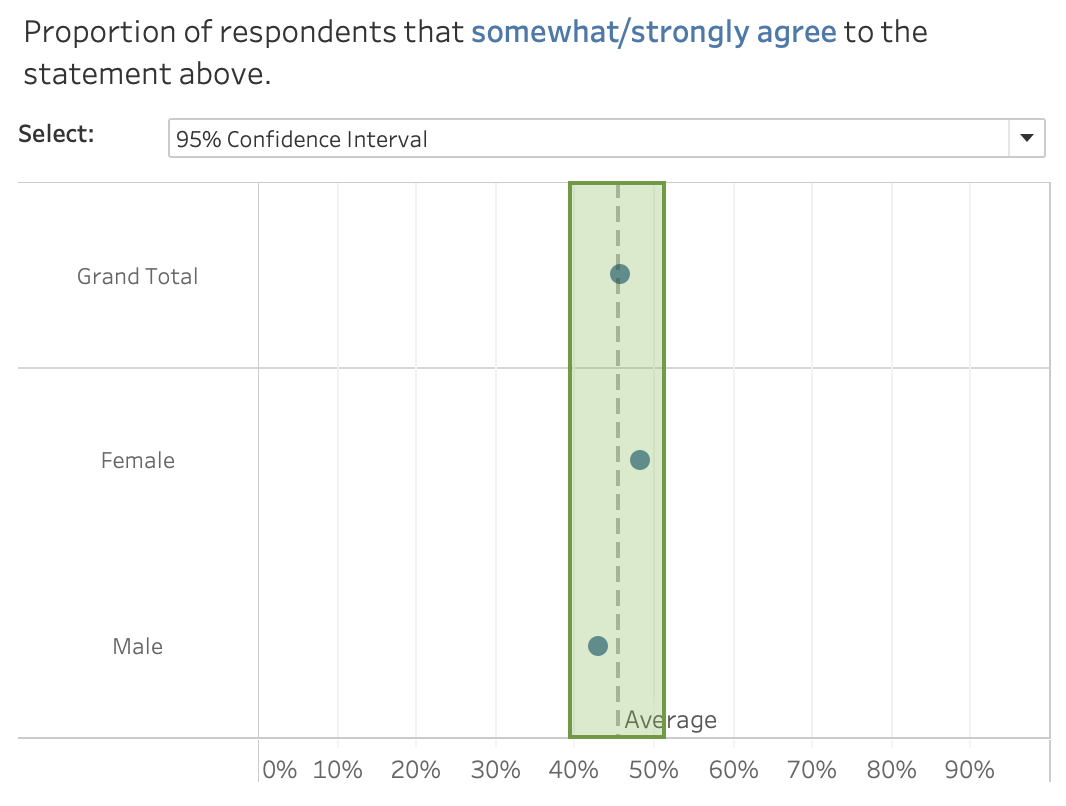 Proportion of respondents that somewhat/strongly agree to the
statement above.
Select:
95% Confidence Interval
Grand Total
Female
Male
Average
0% 10% 20% 30% 40% 50% 60% 70% 80% 90%